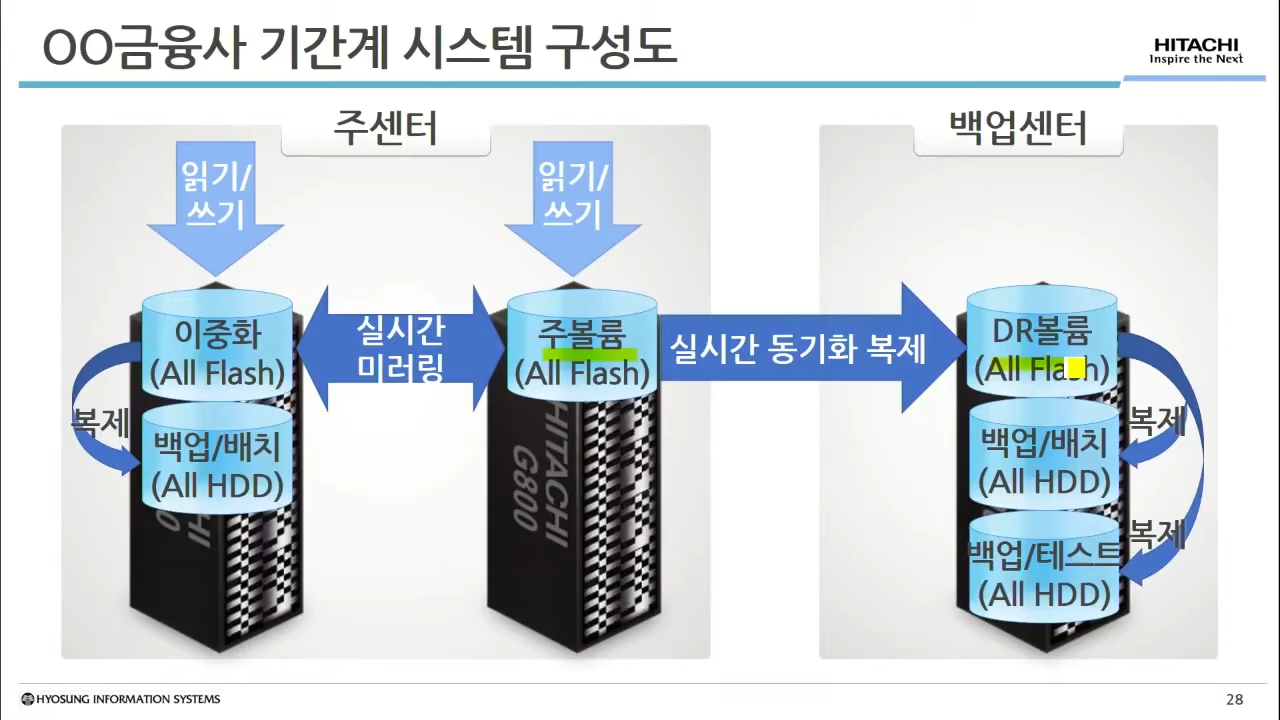 OO금융사 기간계 시스템 구성도
HITACHI
Inspire the Next
주센터
백업센터
읽기/
쓰기
읽기/
쓰기
이중화
(All Flash)
실시간
미러링
주볼륨
(All Flash)
실시간 동기화 복제
DR볼륨
(All Flash)
복제
백업/배치
(All HDD)
HITACHI
G800
백업/배치
(All HDD)
복제
백업/테스트
(All HDD)
복제
HYOSUNG INFORMATION SYSTEMS
28